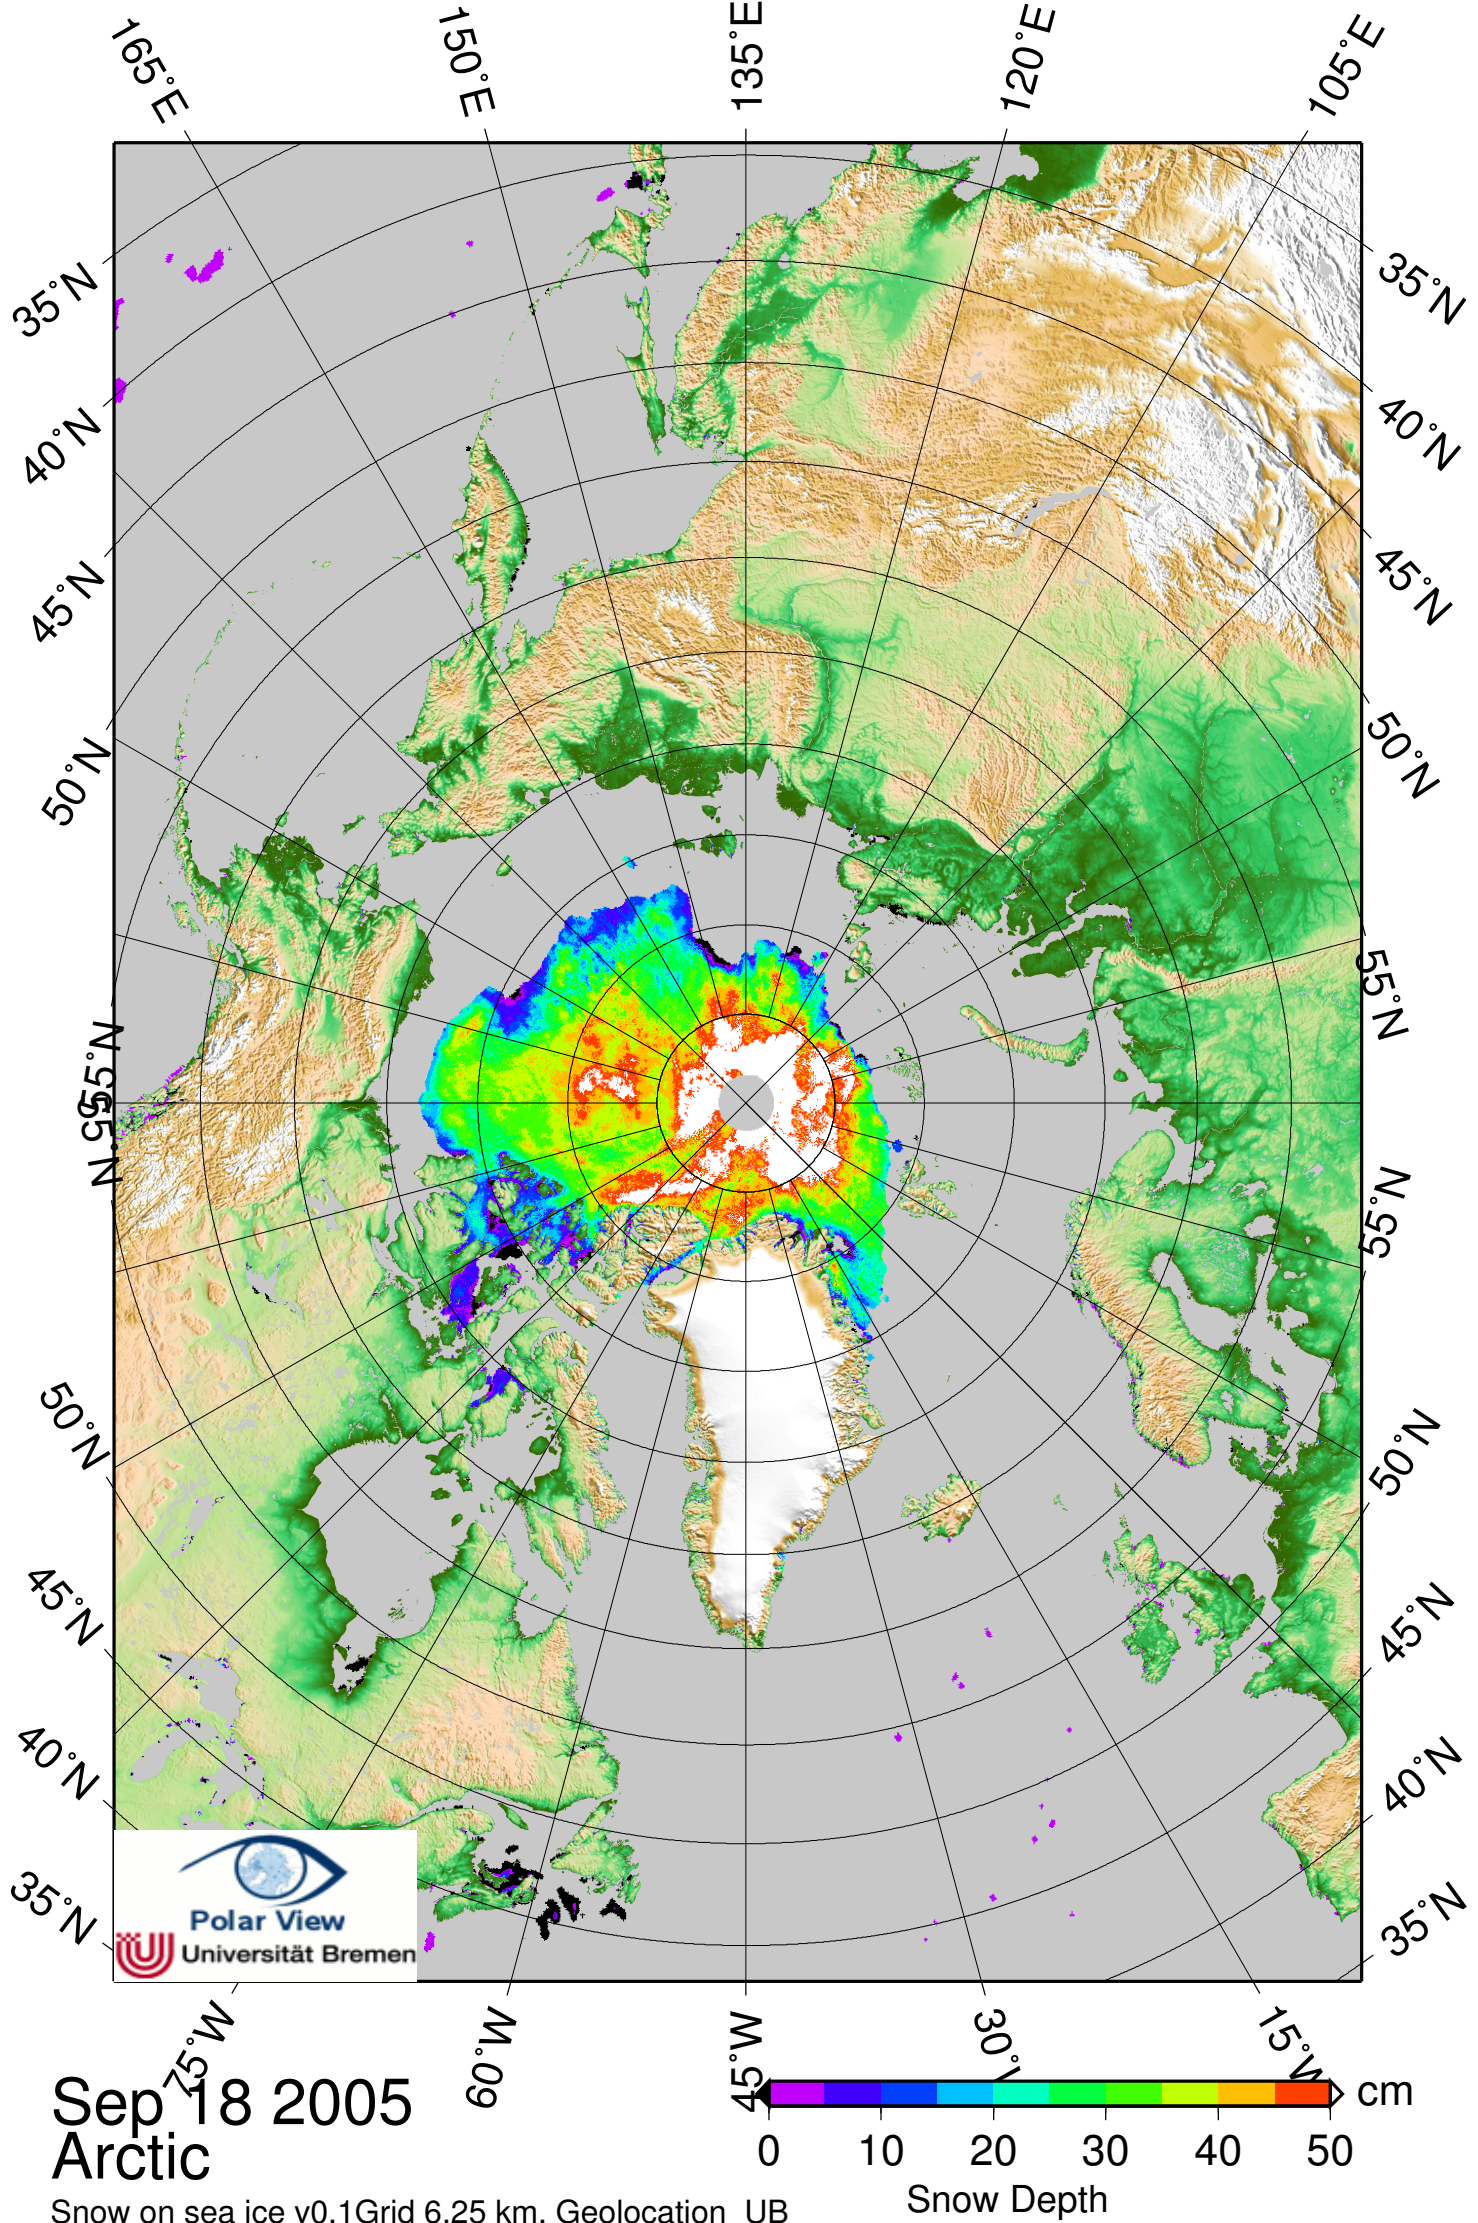 165°E
150°E
135°E
120°E
105°E
35°N
40°N
45°N
50°N
55°N
55°N
50°N
45°N
40°N
35°N
35°N
40°N
45°N
50°N
55°N
55°N
50°N
45°N
40°N
35°N
Polar View
Universität Bremen
75°W
60°W
45°W
30°W
15°W
Sep 18 2005
Arctic
Snow on sea ice v0.1Grid 6.25 km, Geolocation UB
cm
0 10 20 30 40 50
Snow Depth